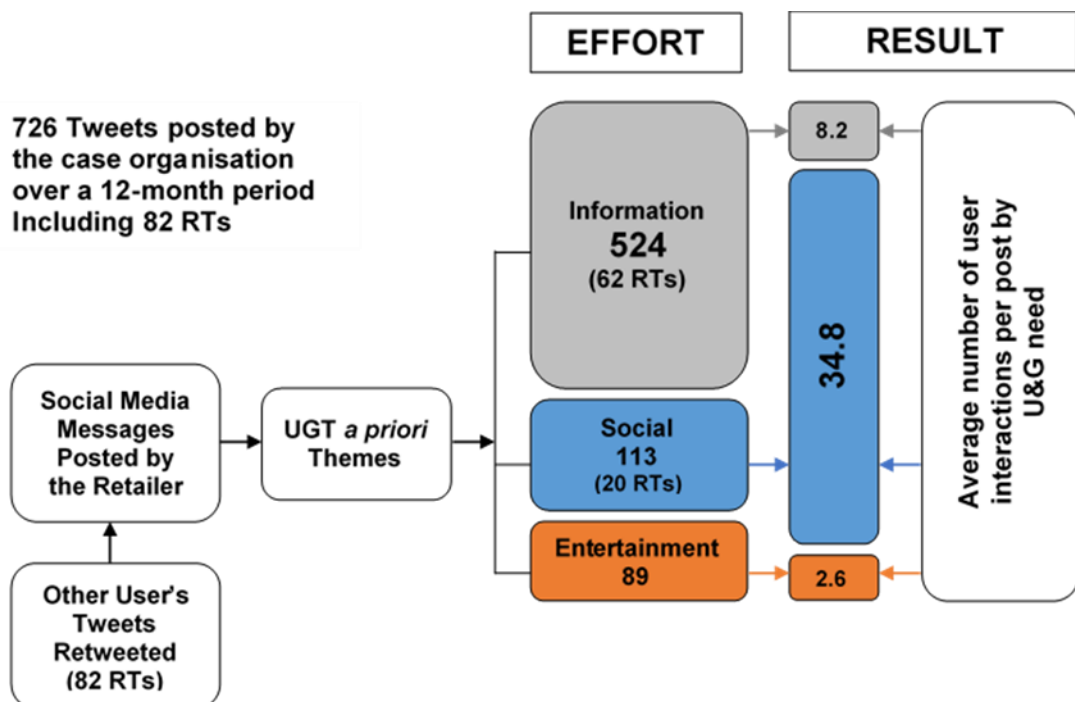 EFFORT
RESULT
726 Tweets posted by
the case organisation
over a 12-month period
Including 82 RTs
Social Media
Messages
Posted by
the Retailer
Other User's
Tweets
Retweeted
(82 RTs)
UGT a priori
Themes
Information
524
(62 RTs)
Social
113
(20 RTs)
Entertainment
89
8.2
34.8
2.6
Average number of user
interactions per post by
U&G need